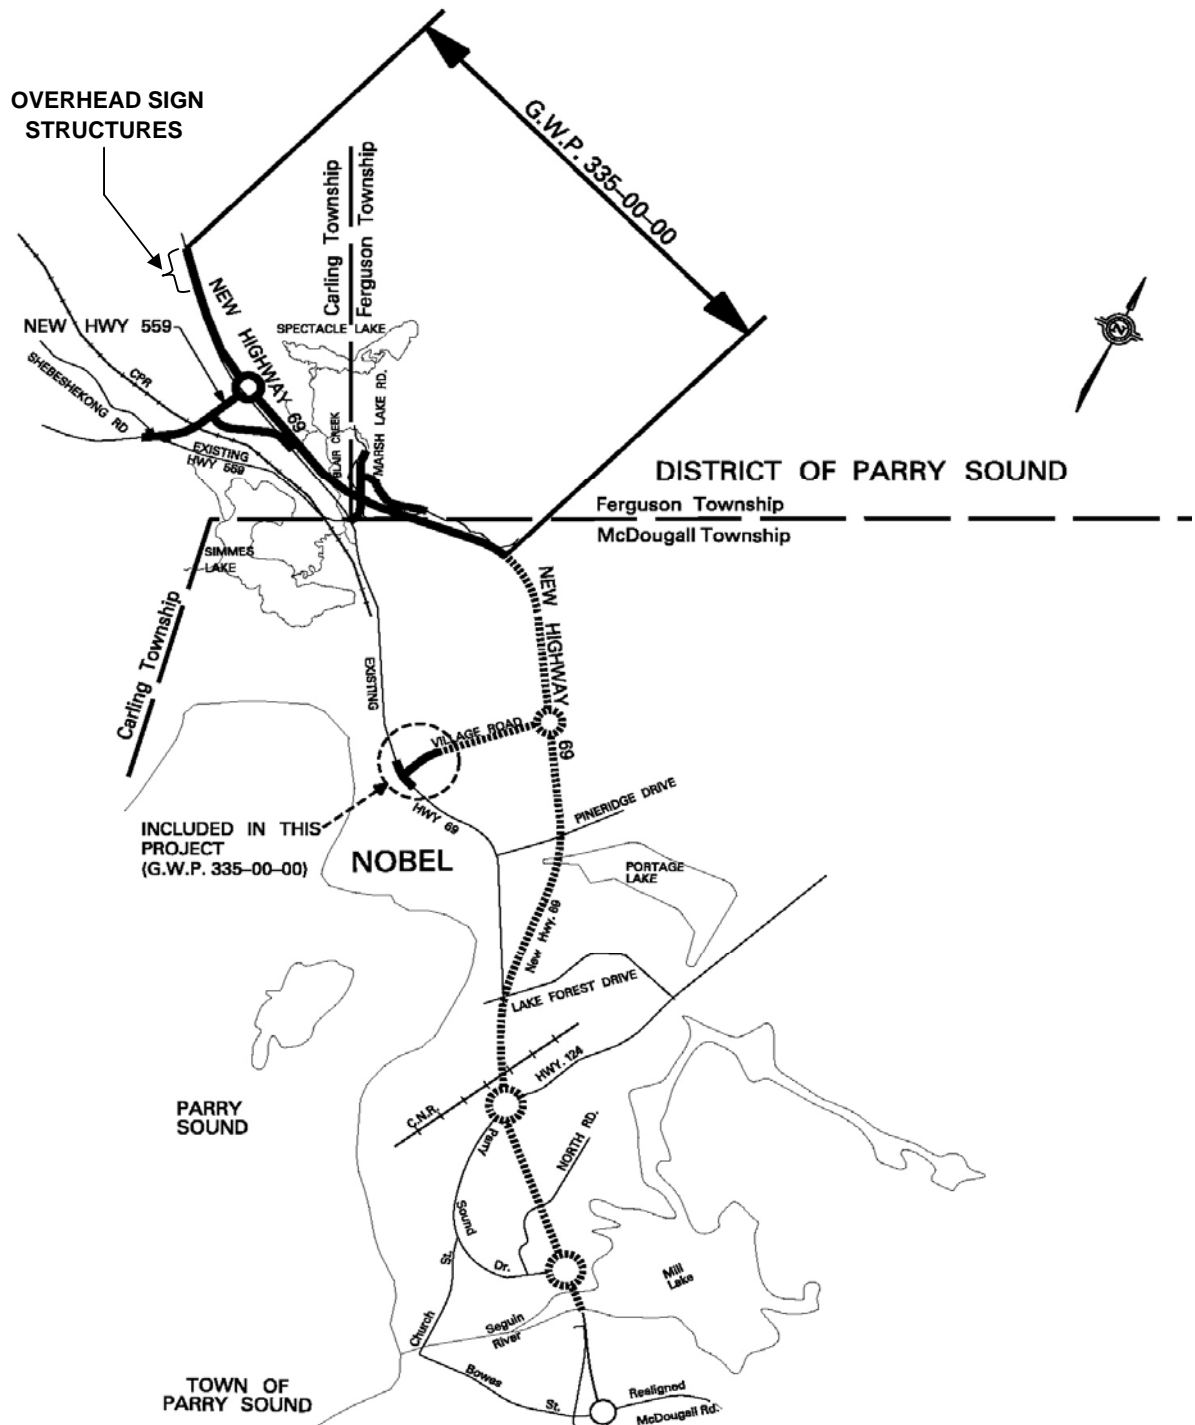 OVERHEAD SIGN
STRUCTURES
G.W.P. 335-00-00
Carling Township
Ferguson Township
NEW HIGHWAY 69
SPECTACLE LAKE
NEW HWY 559
SHEBESHEKONG RD
CPR
EXISTING
HWY 559
BLAIR CREEK
MARSH LAKE RD.
N
DISTRICT OF PARRY SOUND
Ferguson Township
McDougall Township
SIMMES
LAKE
Carling Township
NEW HIGHWAY 69
EXISTING
HWY 69
VILLAGE ROAD
INCLUDED IN THIS
PROJECT
(G.W.P. 335-00-00)
NOBEL
PINERIDGE DRIVE
PORTAGE
LAKE
New Hwy. 69
LAKE FOREST DRIVE
HWY. 124
C.N.R.
PARRY
SOUND
Parry Sound Dr.
NORTH RD.
Church St.
Mill
Lake
Seguin
River
Bowes St.
TOWN OF
PARRY SOUND
Realigned
McDougall Rd.